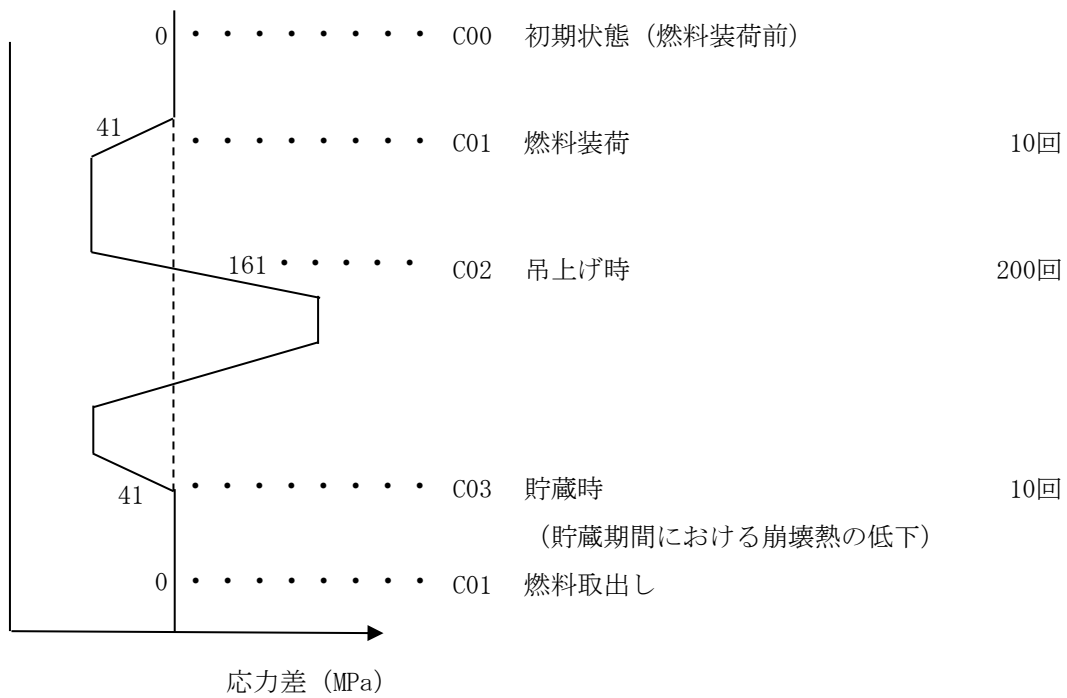 0 ・・・・・・・・ C00 初期状態（燃料装荷前）
41 ・・・・・・・・ C01 燃料装荷 10回
161 ・・・・・ C02 吊上げ時 200回
41 ・・・・・・・・ C03 貯蔵時 10回
（貯蔵期間における崩壊熱の低下）
0 ・・・・・・・・ C01 燃料取出し
応力差（MPa）